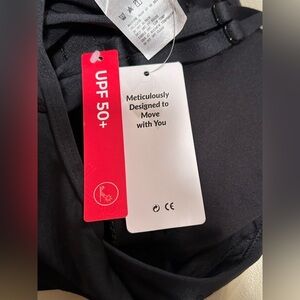 UPF 50+
Meticulously
Designed to
Move
with You
CE